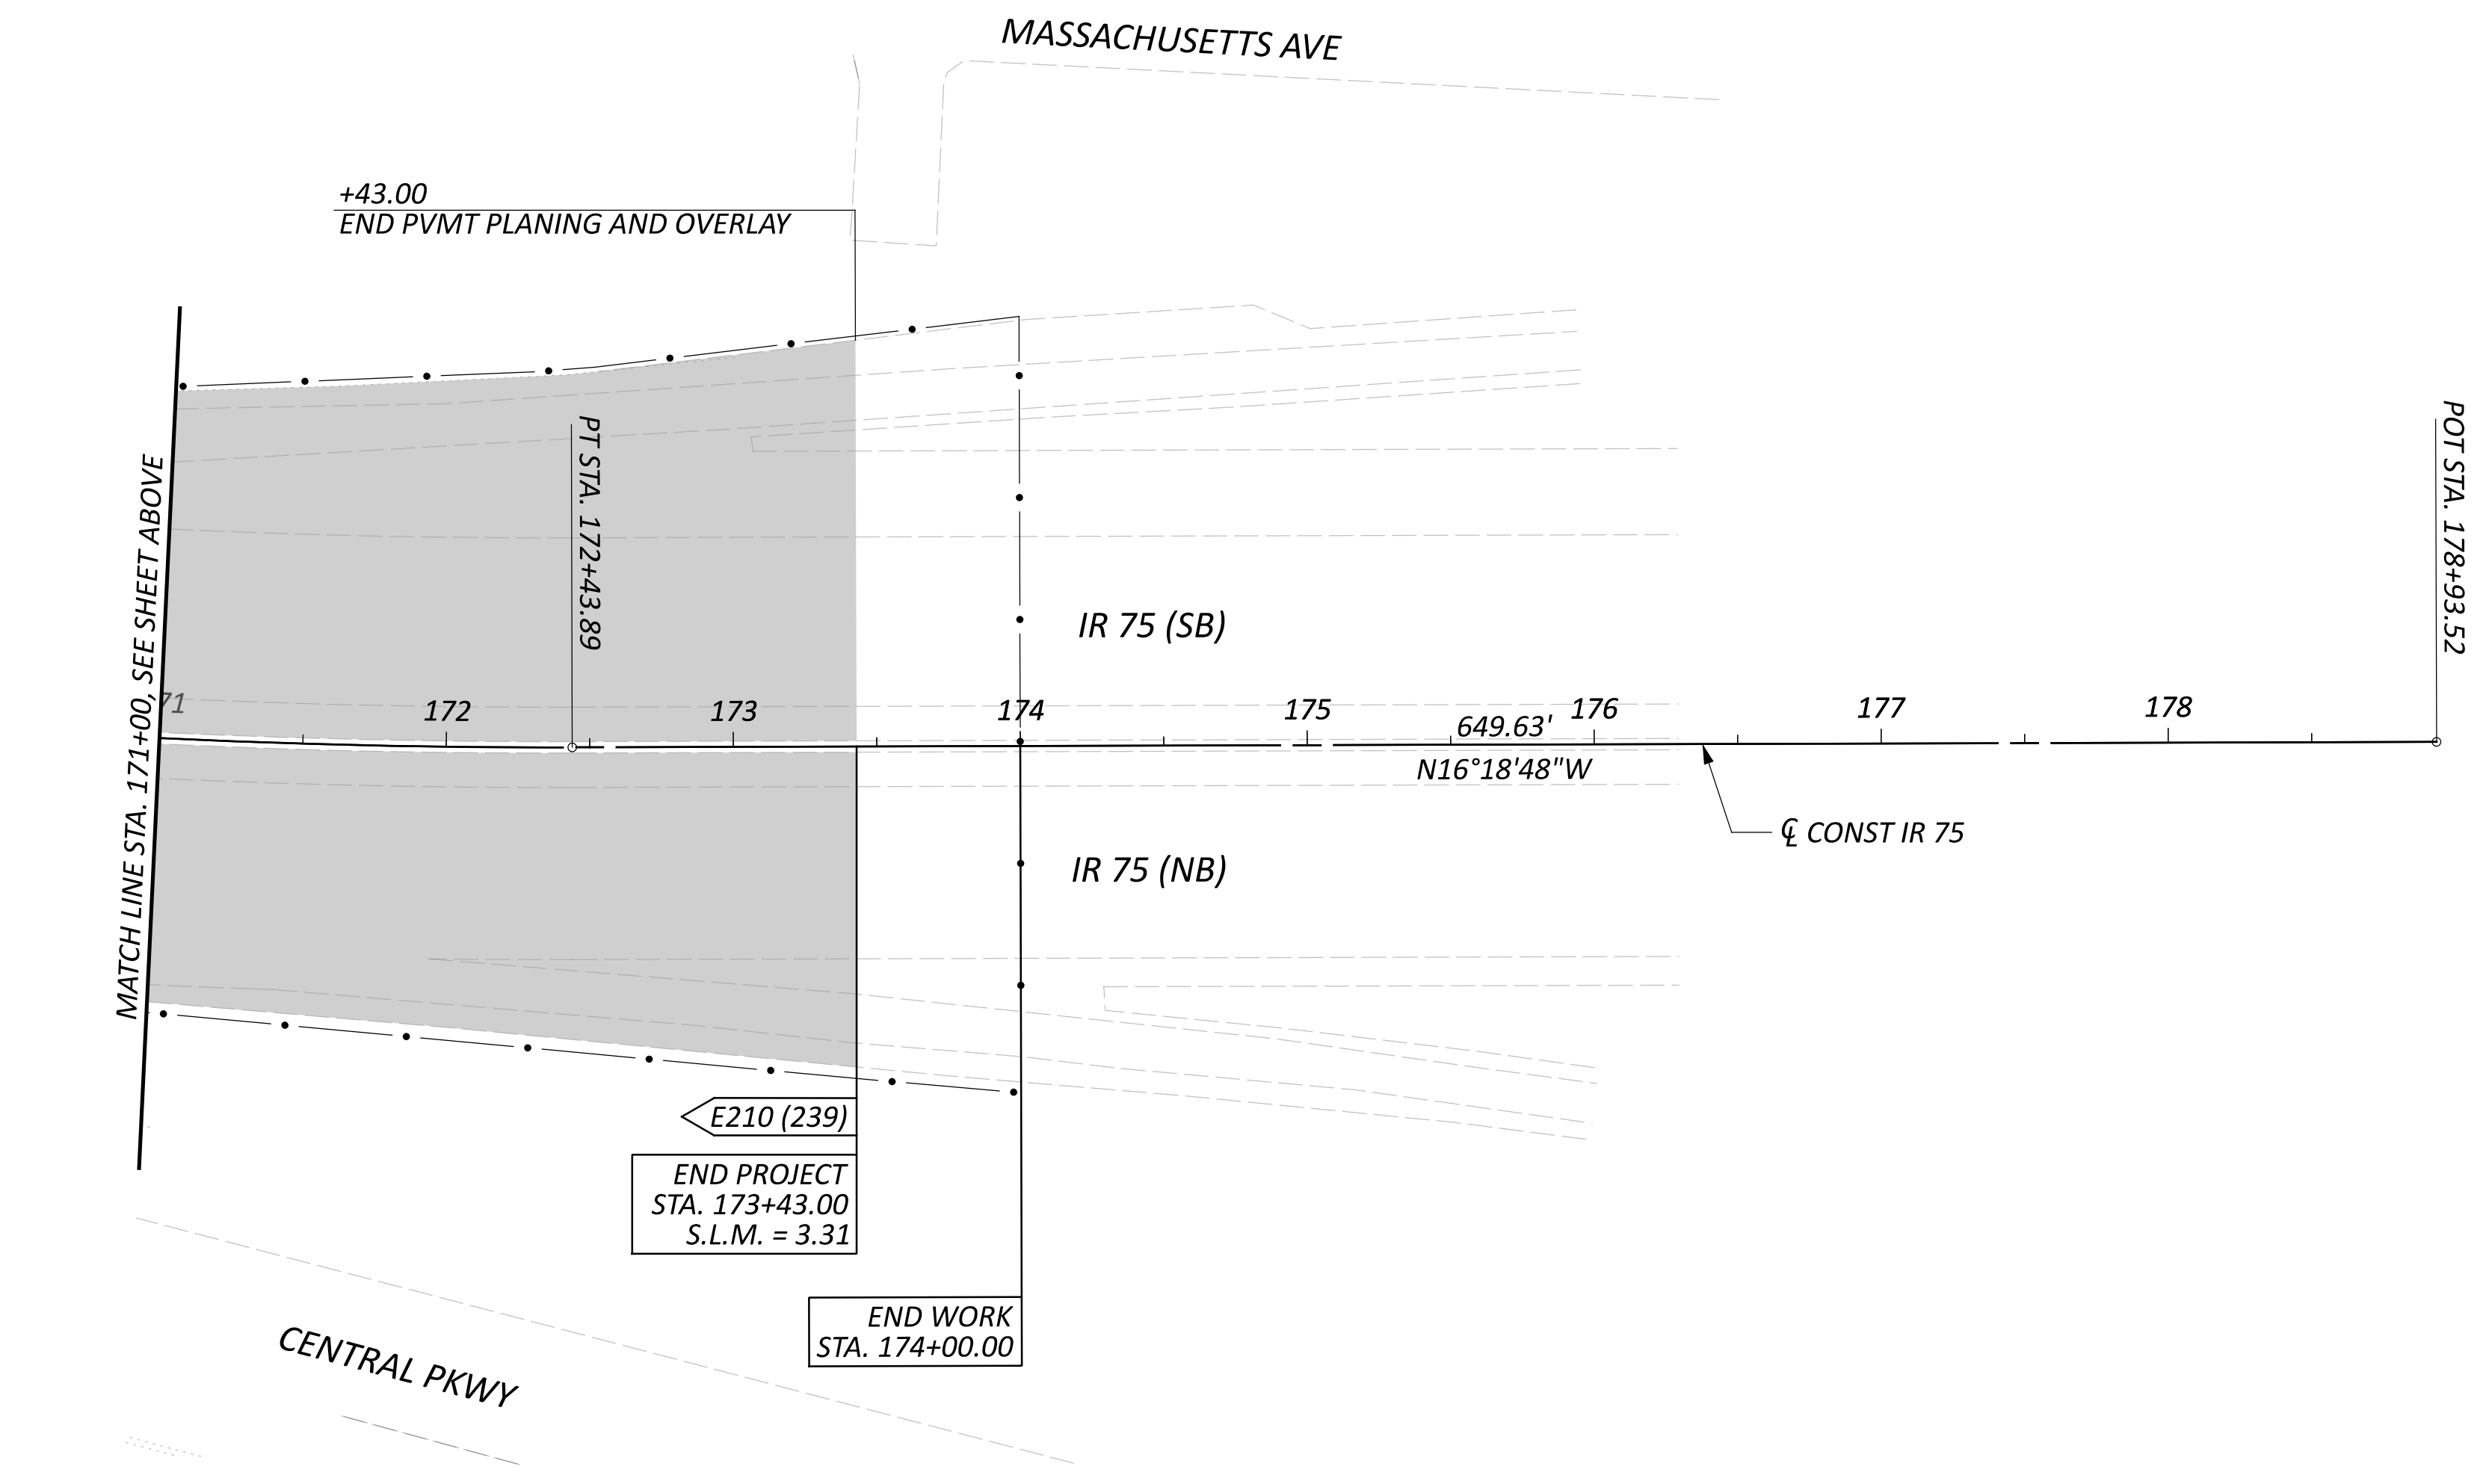 MASSACHUSETTS AVE
+43.00
END PVMT PLANING AND OVERLAY
PT STA. 172+43.89
POT STA. 178+93.52
MATCH LINE STA. 171+00, SEE SHEET ABOVE
IR 75 (SB)
71
172
173
174
175
176
177
178
649.63'
N16°18'48"W
℄ CONST IR 75
IR 75 (NB)
E210 (239)
END PROJECT
STA. 173+43.00
S.L.M. = 3.31
END WORK
STA. 174+00.00
CENTRAL PKWY